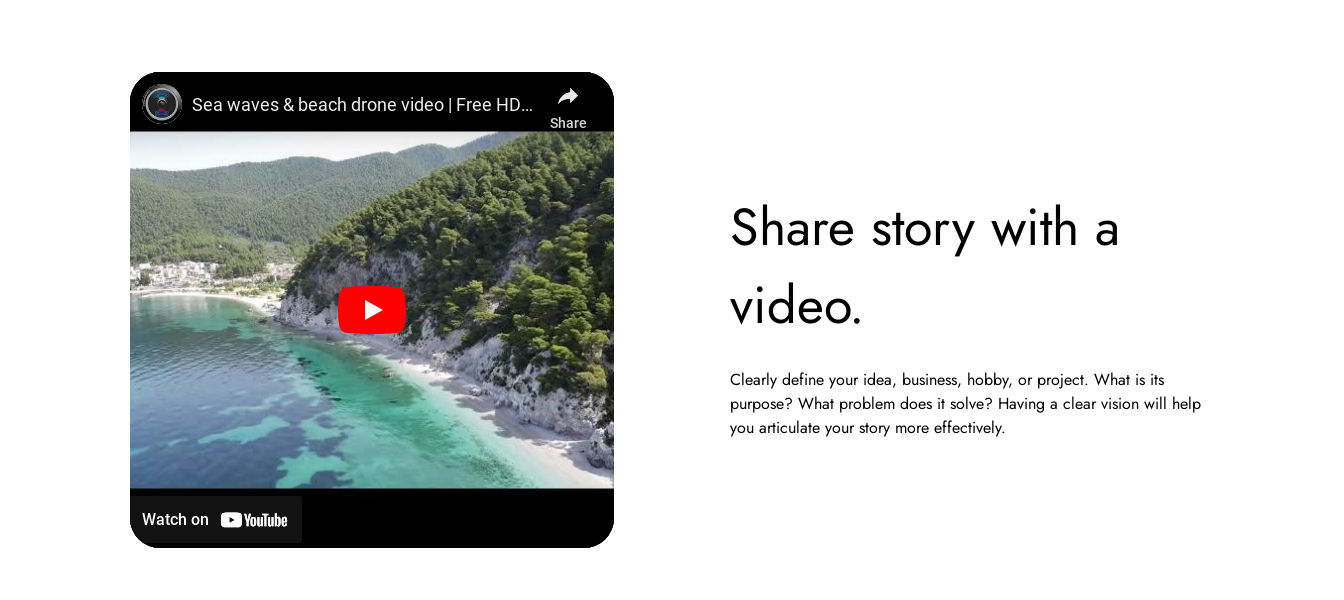 Sea waves & beach drone video | Free HD...
Share
Watch on YouTube
Share story with a
video.
Clearly define your idea, business, hobby, or project. What is its
purpose? What problem does it solve? Having a clear vision will help
you articulate your story more effectively.